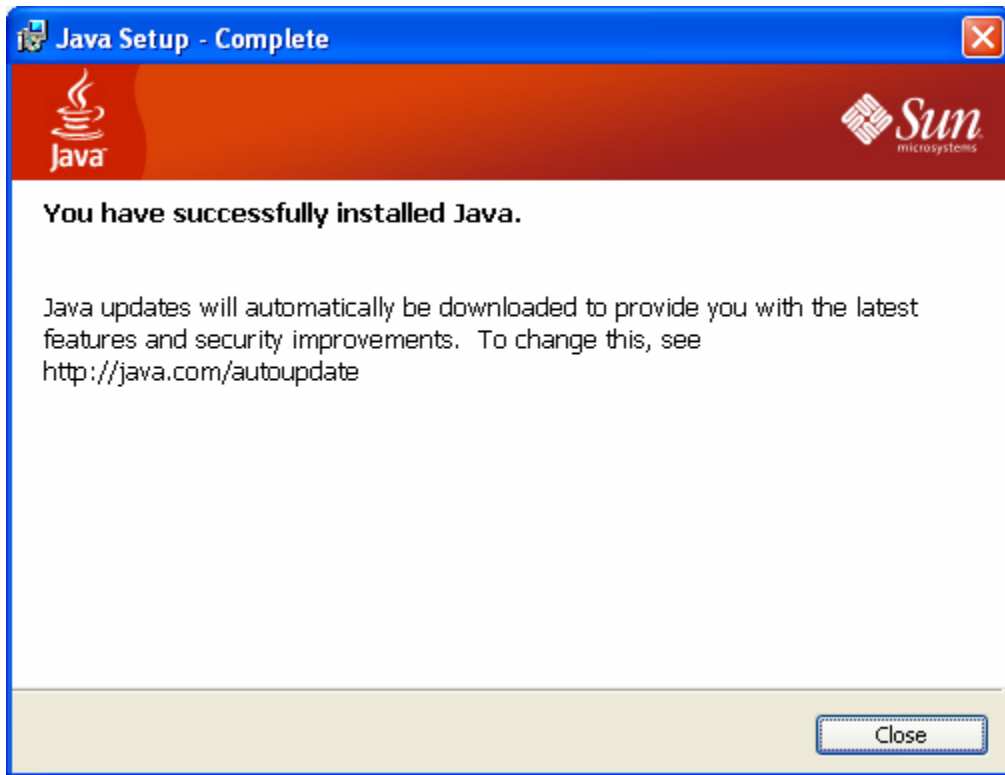 Java Setup - Complete
Java
Sun
microsystems
You have successfully installed Java.
Java updates will automatically be downloaded to provide you with the latest
features and security improvements.  To change this, see
http://java.com/autoupdate
Close